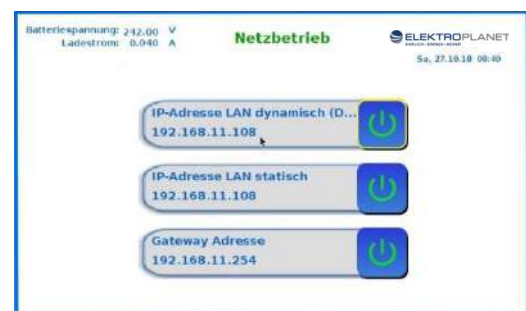 Batteriespannung: 242.00 V
Ladestrom: 0.040 A
Netzbetrieb
ELEKTROPLANET
Sa, 27.10.18 08:40
IP-Adresse LAN dynamisch (D...
192.168.11.108
IP-Adresse LAN statisch
192.168.11.108
Gateway Adresse
192.168.11.254